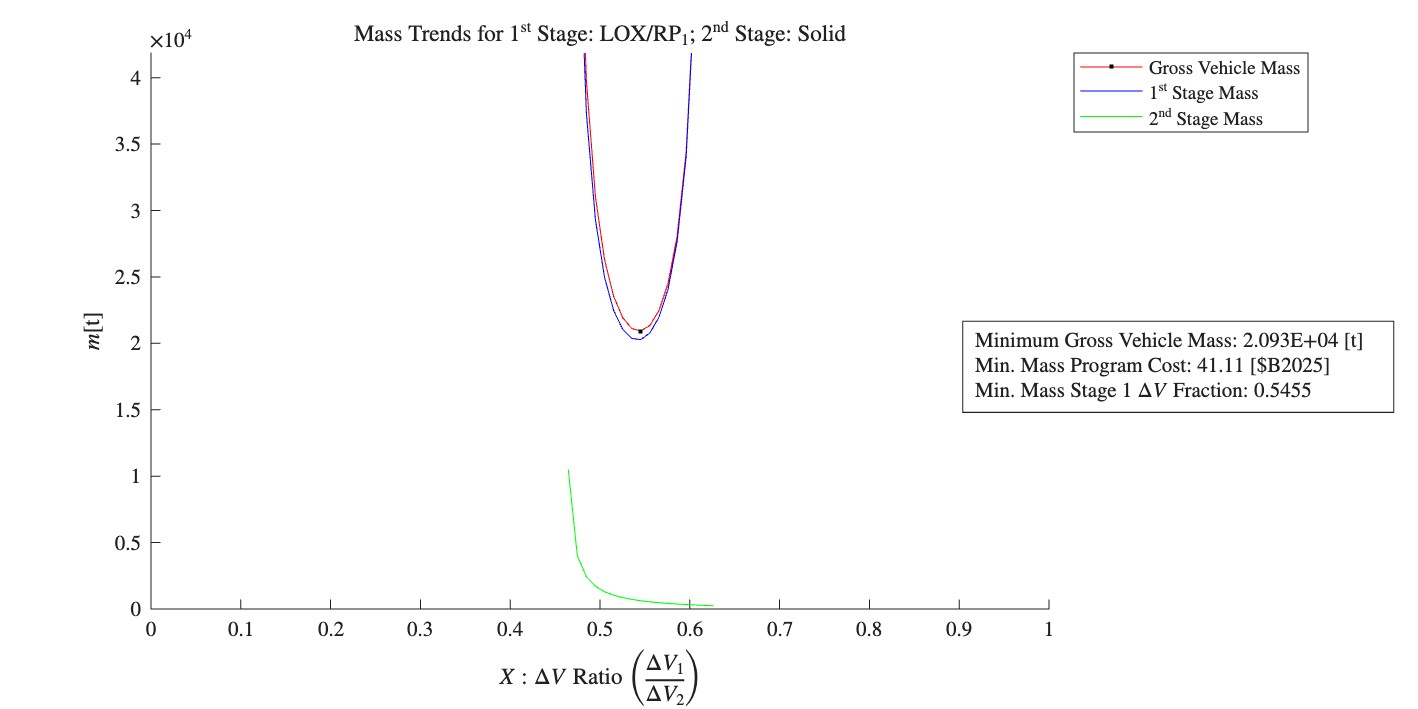 Mass Trends for 1st Stage: LOX/RP1; 2nd Stage: Solid
×10⁴
4
3.5
3
2.5
2
1.5
1
0.5
0
m[t]
0 0.1 0.2 0.3 0.4 0.5 0.6 0.7 0.8 0.9 1
X : ΔV Ratio (ΔV₁/ΔV₂)
Gross Vehicle Mass
1st Stage Mass
2nd Stage Mass
Minimum Gross Vehicle Mass: 2.093E+04 [t]
Min. Mass Program Cost: 41.11 [$B2025]
Min. Mass Stage 1 ΔV Fraction: 0.5455